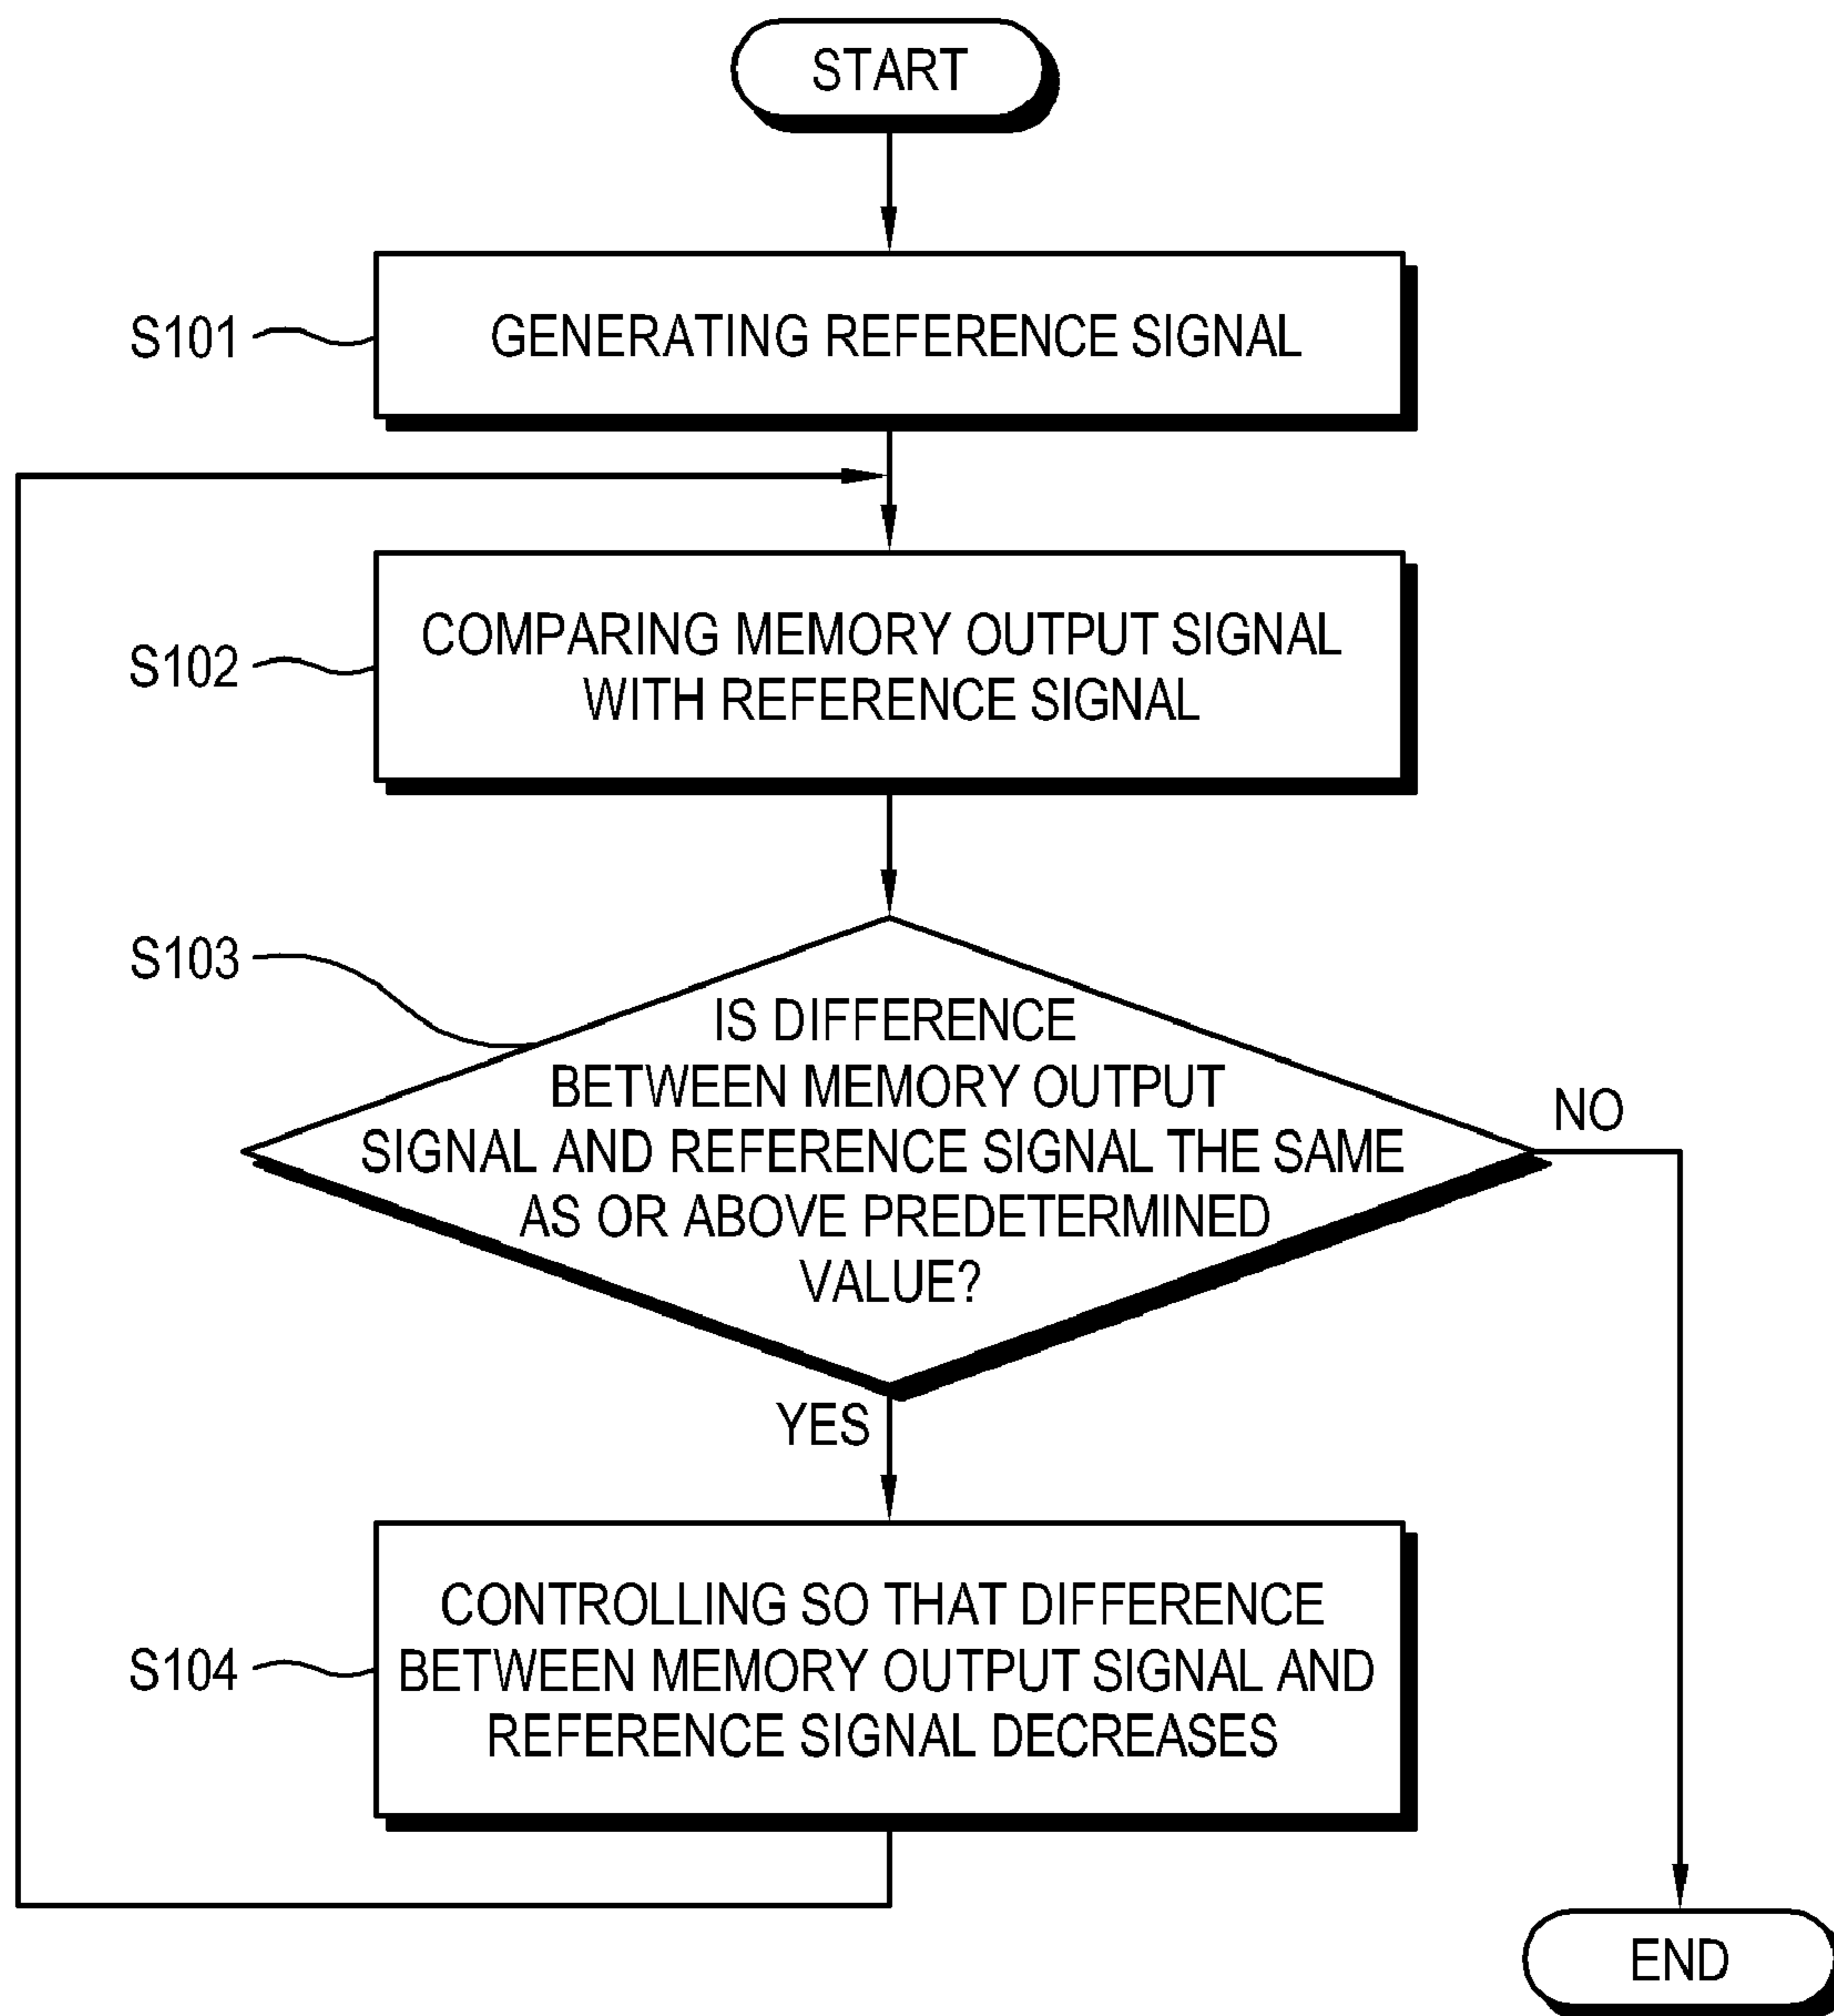 START
S101
GENERATING REFERENCE SIGNAL
S102
COMPARING MEMORY OUTPUT SIGNAL
WITH REFERENCE SIGNAL
S103
IS DIFFERENCE
BETWEEN MEMORY OUTPUT
SIGNAL AND REFERENCE SIGNAL THE SAME
AS OR ABOVE PREDETERMINED
VALUE?
NO
YES
S104
CONTROLLING SO THAT DIFFERENCE
BETWEEN MEMORY OUTPUT SIGNAL AND
REFERENCE SIGNAL DECREASES
END